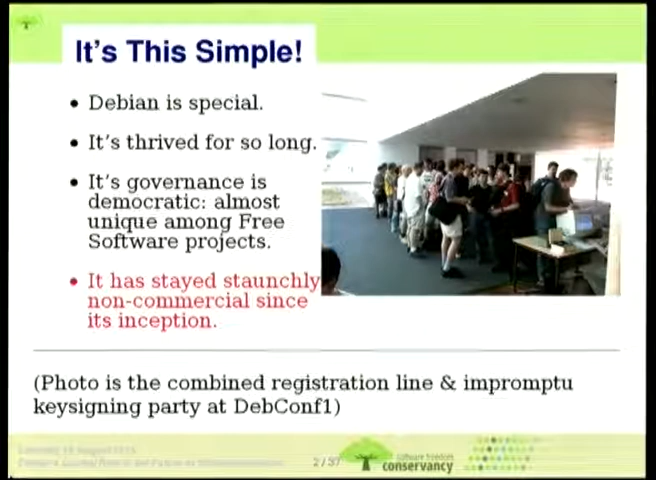 It's This Simple!
• Debian is special.
• It's thrived for so long.
• It's governance is
democratic: almost
unique among Free
Software projects.
• It has stayed staunchly
non-commercial since
its inception.
(Photo is the combined registration line & impromptu
keysigning party at DebConf1)
2 / 37
software freedom
conservancy